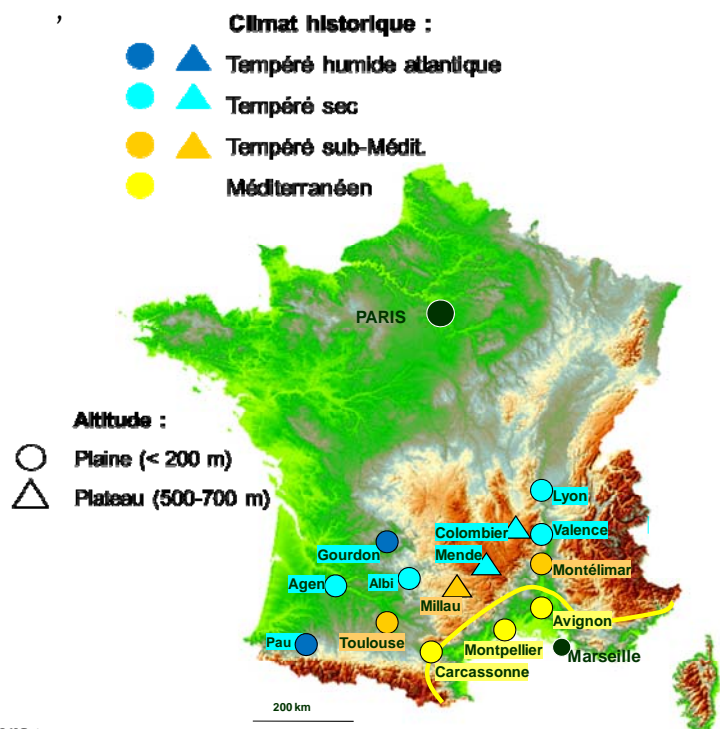 ,
Climat historique :
Tempéré humide atlantique
Tempéré sec
Tempéré sub-Médit.
Méditerranéen
PARIS
Altitude :
Plaine (< 200 m)
Plateau (500-700 m)
Lyon
Colombier
Valence
Gourdon
Mende
Montélimar
Agen
Albi
Millau
Avignon
Pau
Toulouse
Montpellier
Marseille
Carcassonne
200 km